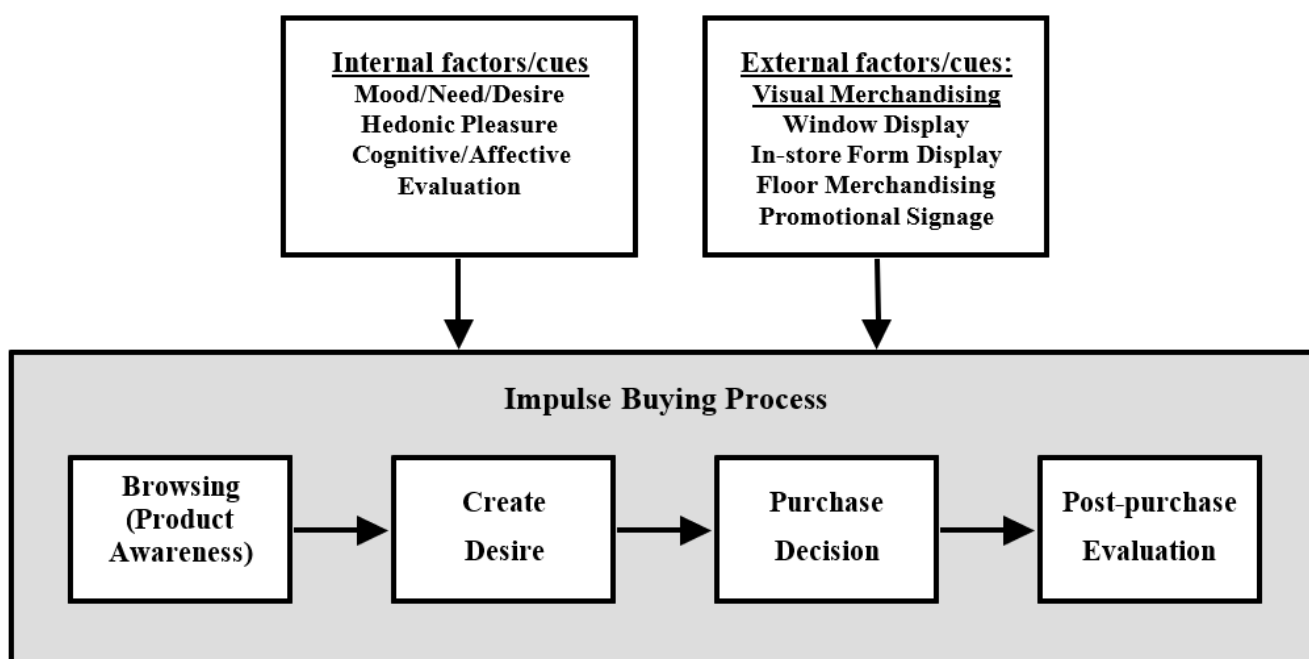 Internal factors/cues
Mood/Need/Desire
Hedonic Pleasure
Cognitive/Affective
Evaluation
External factors/cues:
Visual Merchandising
Window Display
In-store Form Display
Floor Merchandising
Promotional Signage
Impulse Buying Process
Browsing
(Product
Awareness)
Create
Desire
Purchase
Decision
Post-purchase
Evaluation